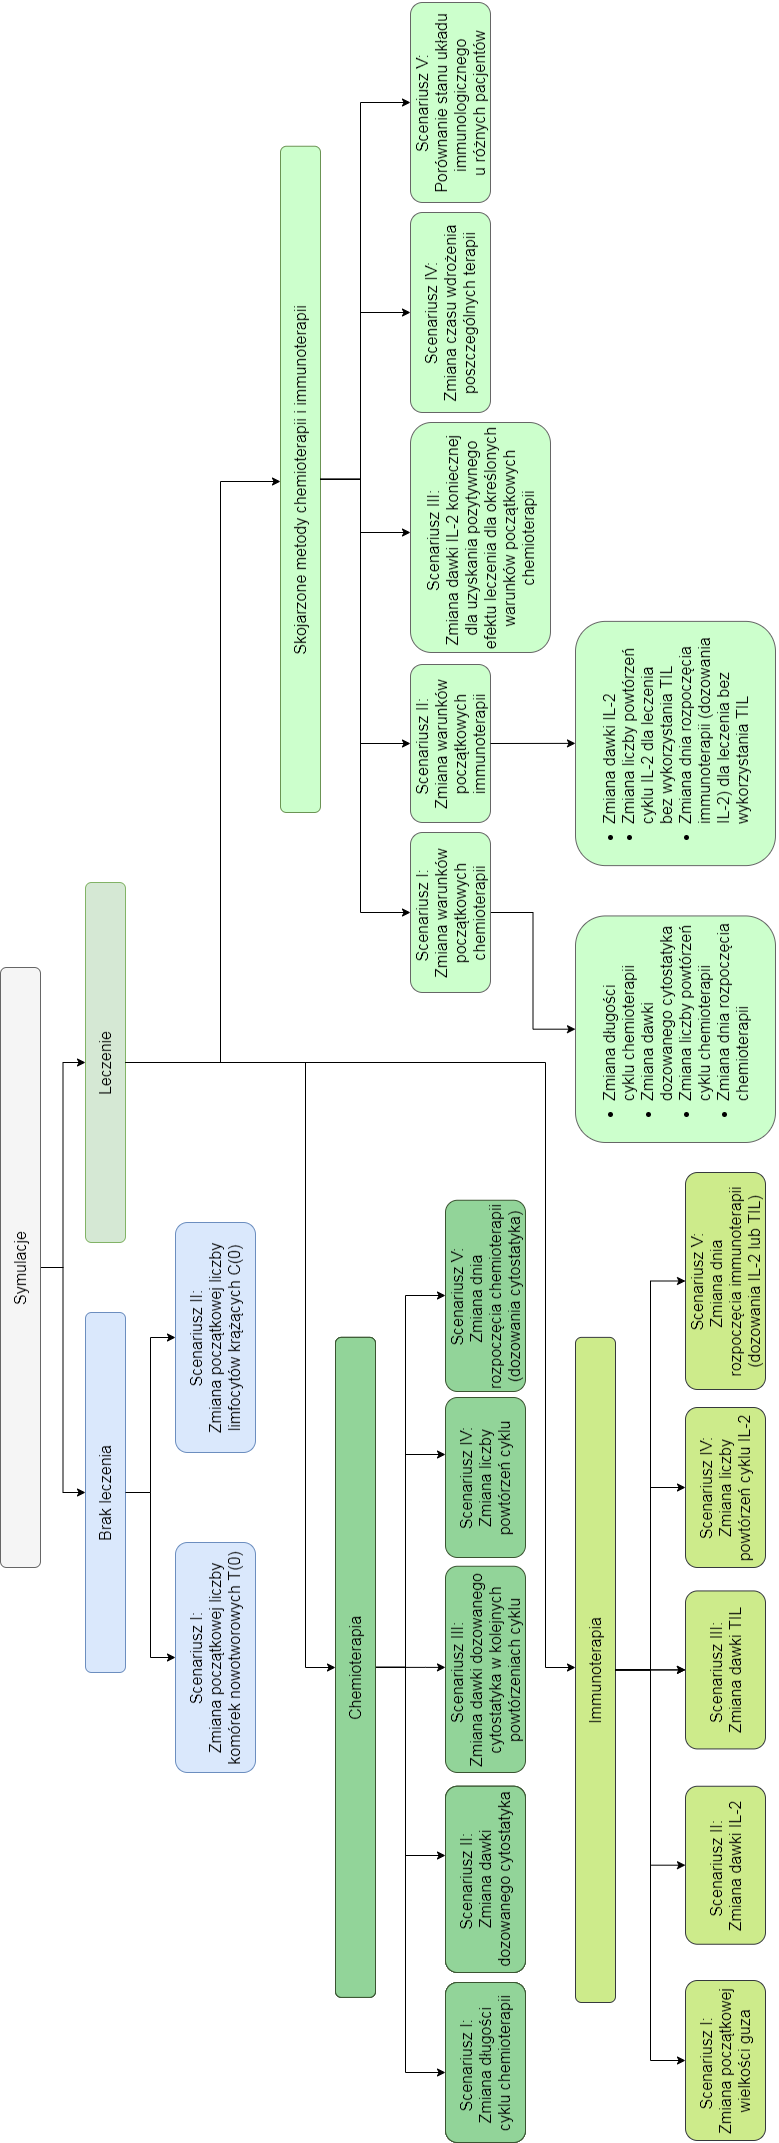 Symulacje
Brak leczenia
Leczenie
Scenariusz I:
Zmiana początkowej liczby
komórek nowotworowych T(0)
Scenariusz II:
Zmiana początkowej liczby
limfocytów krążących C(0)
Skojarzone metody chemioterapii i immunoterapii
Scenariusz I:
Zmiana warunków
początkowych
chemioterapii
Scenariusz II:
Zmiana warunków
początkowych
immunoterapii
Scenariusz III:
Zmiana dawki IL-2 koniecznej
dla uzyskania pozytywnego
efektu leczenia dla określonych
warunków początkowych
chemioterapii
Scenariusz IV:
Zmiana czasu wdrożenia
poszczególnych terapii
Scenariusz V:
Porównanie stanu układu
immunologicznego
u różnych pacjentów
• Zmiana długości
cyklu chemioterapii
• Zmiana dawki
dozowanego cytostatyka
• Zmiana liczby powtórzeń
cyklu chemioterapii
• Zmiana dnia rozpoczęcia
chemioterapii
• Zmiana dawki IL-2
• Zmiana liczby powtórzeń
cyklu IL-2 dla leczenia
bez wykorzystania TIL
• Zmiana dnia rozpoczęcia
immunoterapii (dozowania
IL-2) dla leczenia bez
wykorzystania TIL
Chemioterapia
Scenariusz I:
Zmiana długości
cyklu chemioterapii
Scenariusz II:
Zmiana dawki
dozowanego cytostatyka
Scenariusz III:
Zmiana dawki dozowanego
cytostatyka w kolejnych
powtórzeniach cyklu
Scenariusz IV:
Zmiana liczby
powtórzeń cyklu
Scenariusz V:
Zmiana dnia
rozpoczęcia chemioterapii
(dozowania cytostatyka)
Immunoterapia
Scenariusz I:
Zmiana początkowej
wielkości guza
Scenariusz II:
Zmiana dawki IL-2
Scenariusz III:
Zmiana dawki TIL
Scenariusz IV:
Zmiana liczby
powtórzeń cyklu IL-2
Scenariusz V:
Zmiana dnia
rozpoczęcia immunoterapii
(dozowania IL-2 lub TIL)